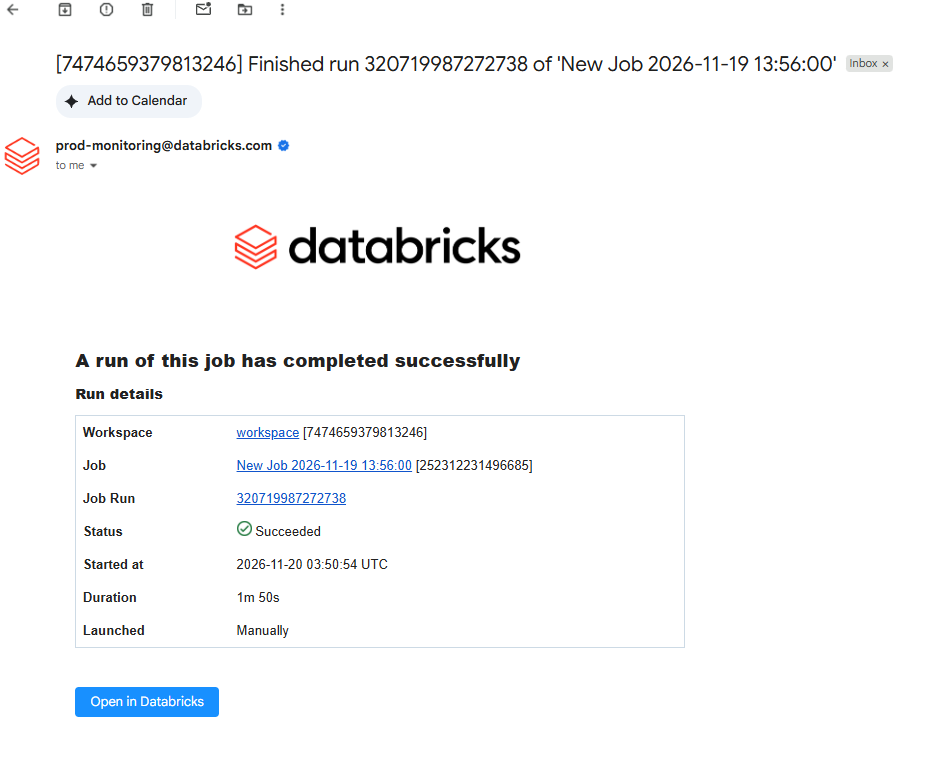 [7474659379813246] Finished run 320719987272738 of 'New Job 2026-11-19 13:56:00' Inbox ×
Add to Calendar
prod-monitoring@databricks.com
to me
databricks
A run of this job has completed successfully
Run details
Workspace workspace [7474659379813246]
Job New Job 2026-11-19 13:56:00 [252312231496685]
Job Run 320719987272738
Status Succeeded
Started at 2026-11-20 03:50:54 UTC
Duration 1m 50s
Launched Manually
Open in Databricks